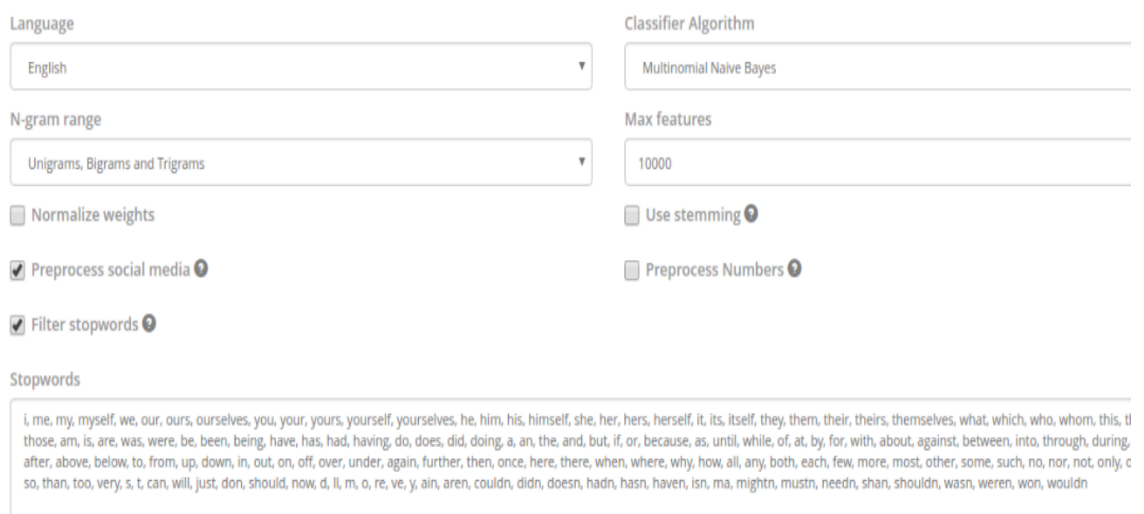 Language
Classifier Algorithm
English
Multinomial Naive Bayes
N-gram range
Max features
Unigrams, Bigrams and Trigrams
10000
Normalize weights
Use stemming
Preprocess social media
Preprocess Numbers
Filter stopwords
Stopwords
i, me, my, myself, we, our, ours, ourselves, you, your, yours, yourself, yourselves, he, him, his, himself, she, her, hers, herself, it, its, itself, they, them, their, theirs, themselves, what, which, who, whom, this,
those, am, is, are, was, were, be, been, being, have, has, had, having, do, does, did, doing, a, an, the, and, but, if, or, because, as, until, while, of, at, by, for, with, about, against, between, into, through, during,
after, above, below, to, from, up, down, in, out, on, off, over, under, again, further, then, once, here, there, when, where, why, how, all, any, both, each, few, more, most, other, some, such, no, nor, not, only,
so, than, too, very, s, t, can, will, just, don, should, now, d, ll, m, o, re, ve, y, ain, aren, couldn, didn, doesn, hadn, hasn, haven, isn, ma, mightn, mustn, needn, shan, shouldn, wasn, weren, won, wouldn